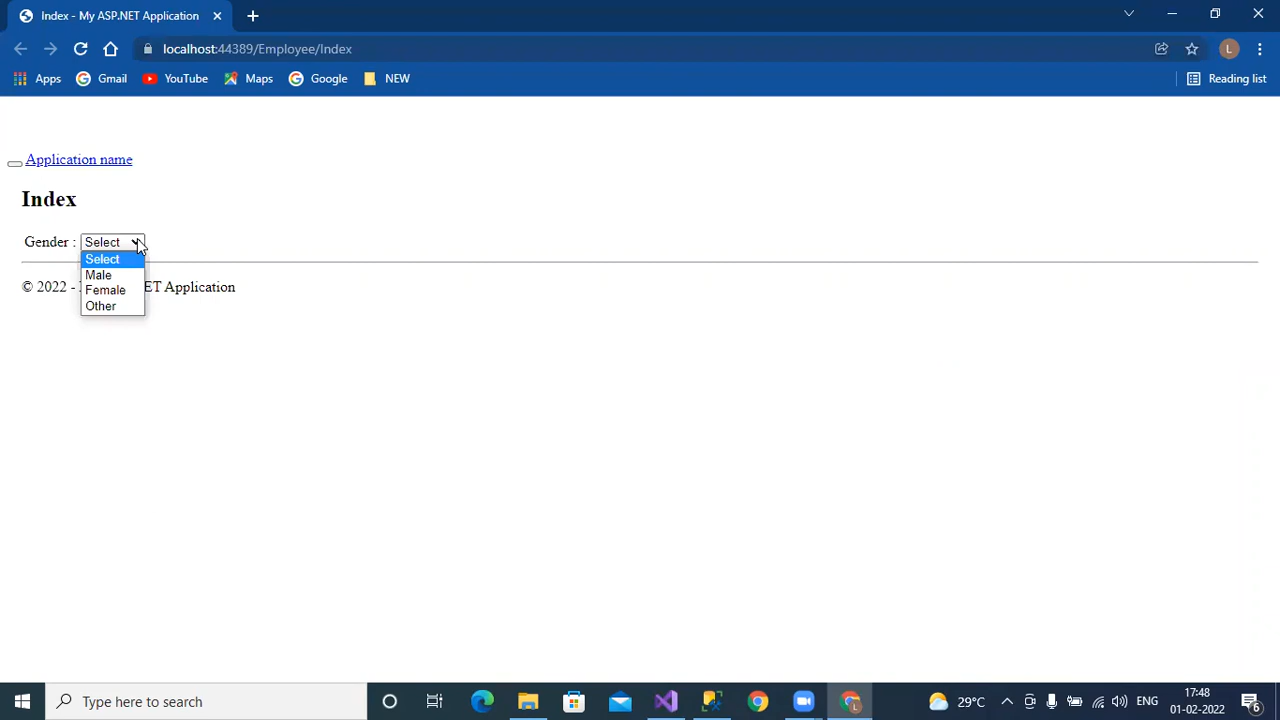 Index - My ASP.NET Application
localhost:44389/Employee/Index
L
Apps Gmail YouTube Maps Google NEW Reading list
Application name
Index
Gender : Select
Select
Male
Female
Other
© 2022 - ET Application
Type here to search
L
29°C
ENG
17:48
01-02-2022
6